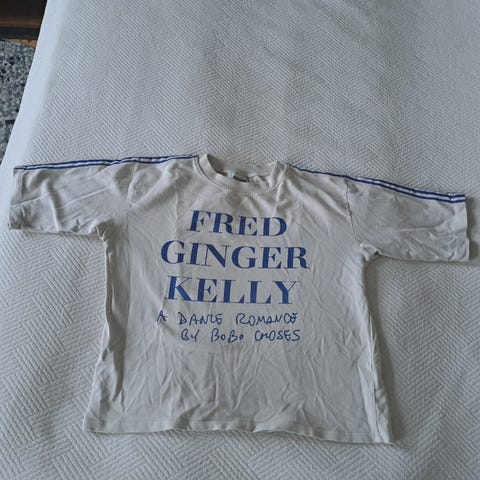 FRED
GINGER
KELLY
A DANCE ROMANCE
BY BOBO CHOSES